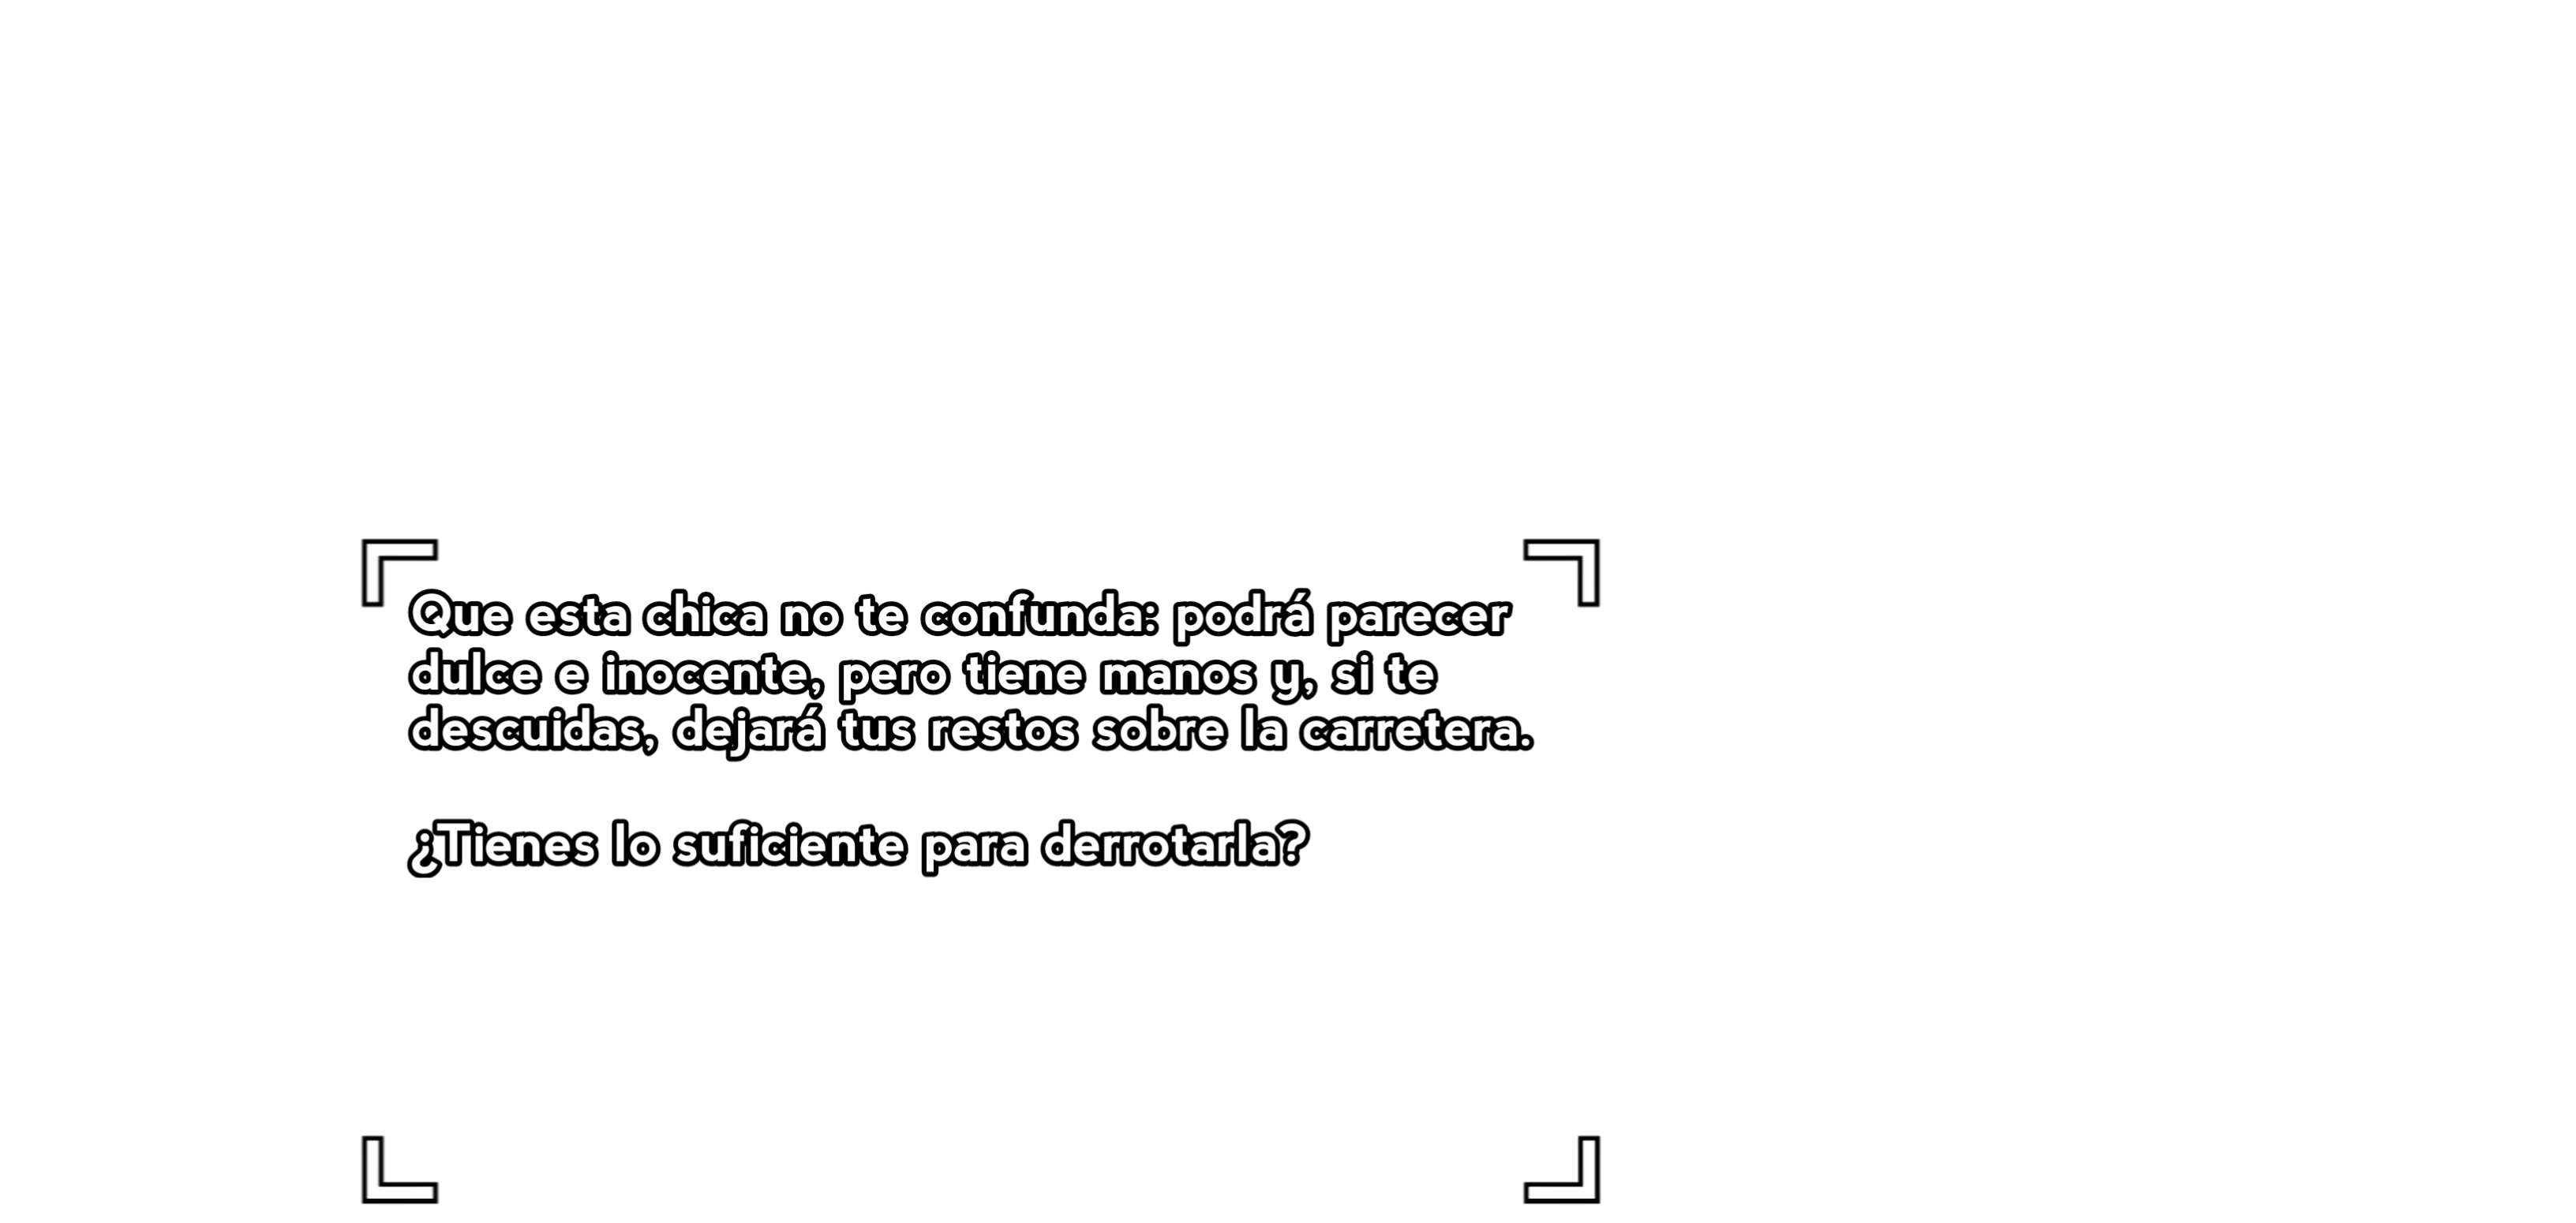 Que esta chica no te confunda: podrá parecer
dulce e inocente, pero tiene manos y, si te
descuidas, dejará tus restos sobre la carretera.
¿Tienes lo suficiente para derrotarla?